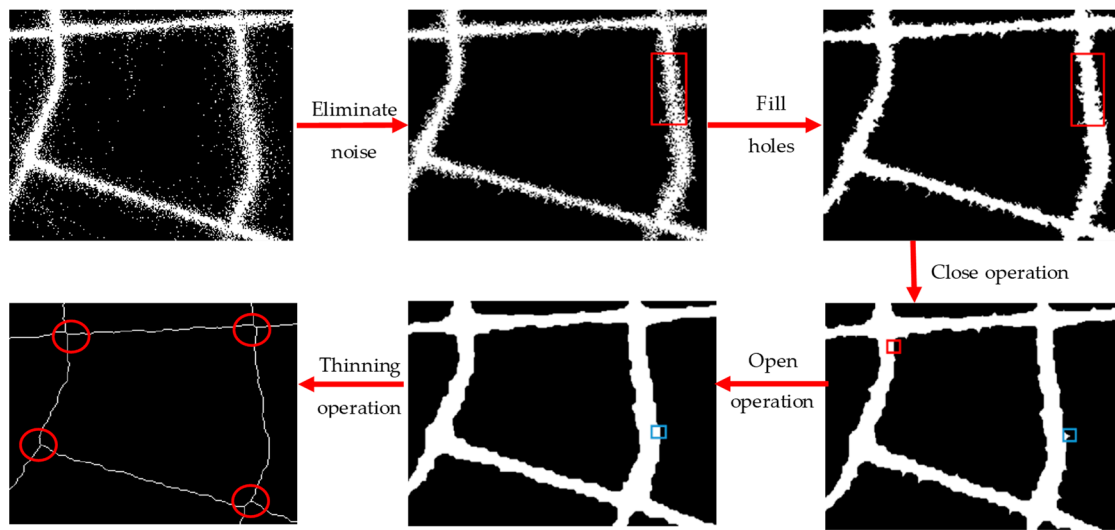 Eliminate
noise
Fill
holes
Close operation
Open
operation
Thinning
operation